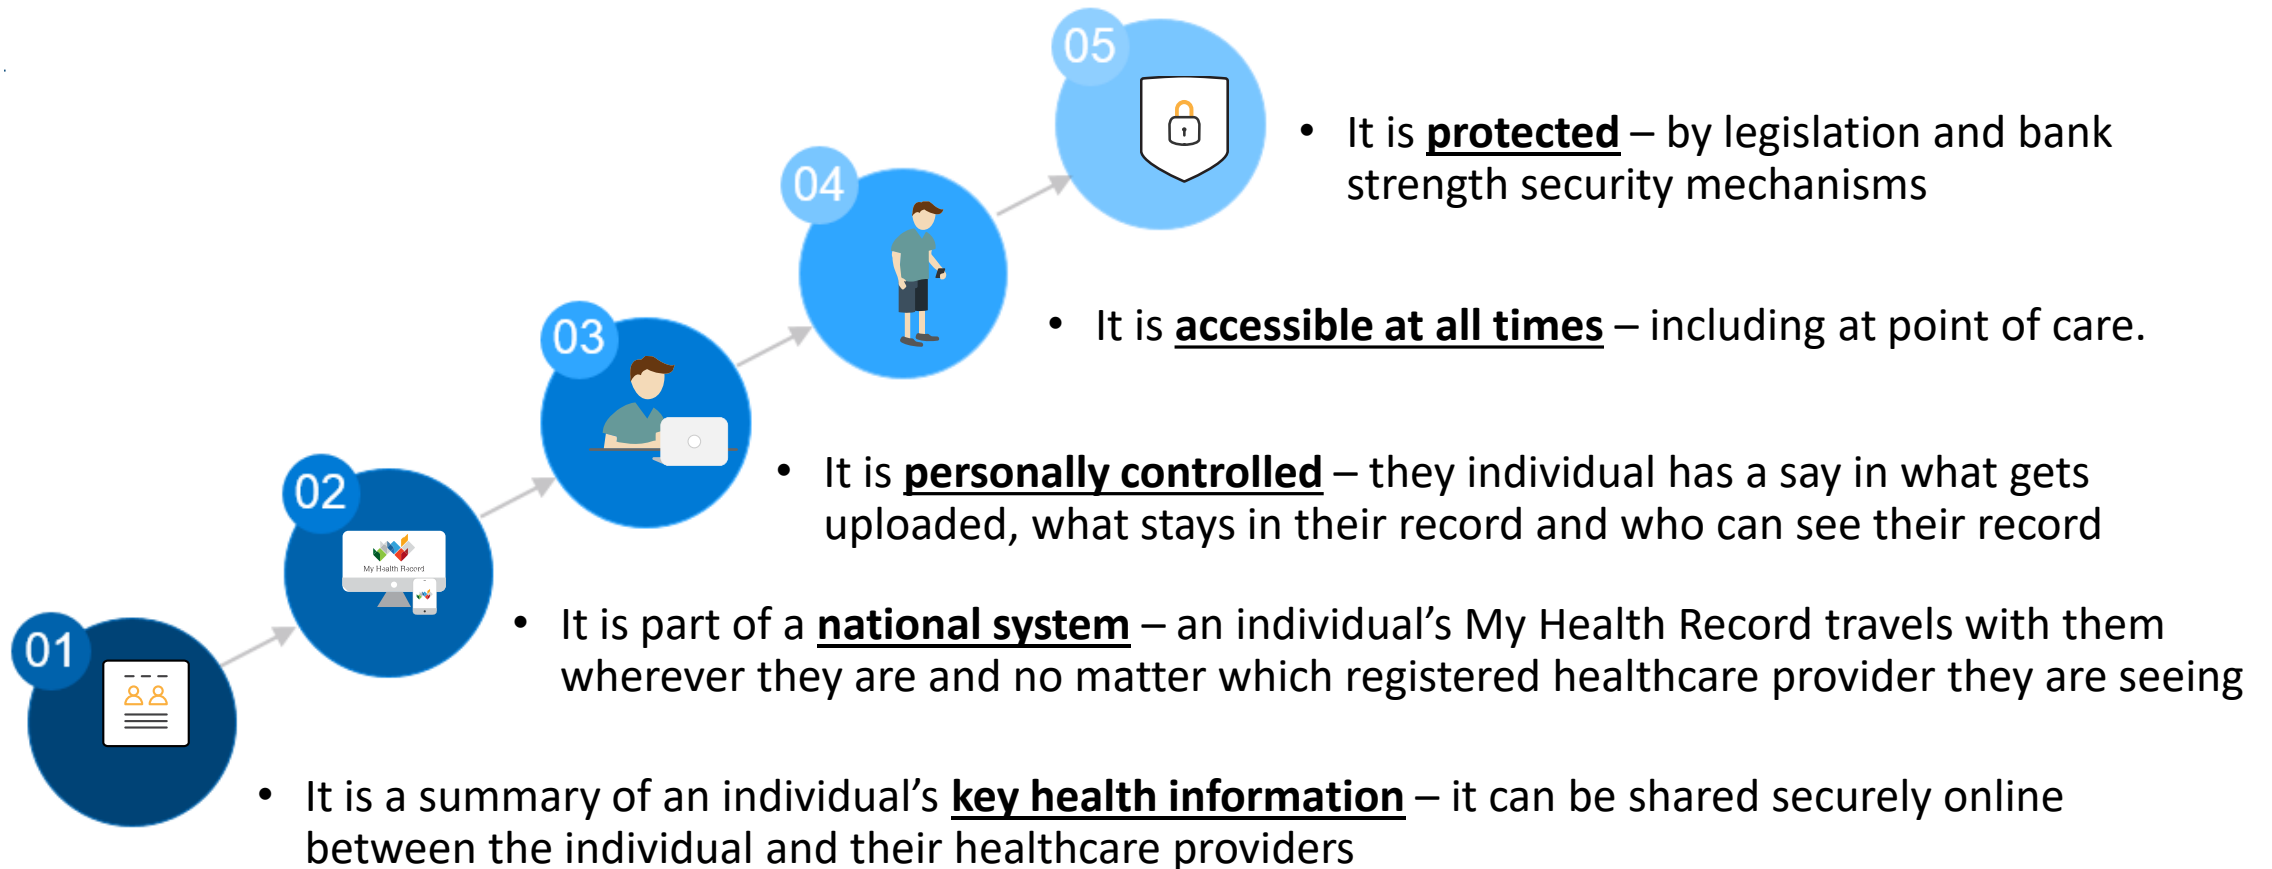 05
• It is protected – by legislation and bank
strength security mechanisms
04
• It is accessible at all times – including at point of care.
03
• It is personally controlled – they individual has a say in what gets
uploaded, what stays in their record and who can see their record
02
My Health Record
• It is part of a national system – an individual’s My Health Record travels with them
wherever they are and no matter which registered healthcare provider they are seeing
01
• It is a summary of an individual’s key health information – it can be shared securely online
between the individual and their healthcare providers